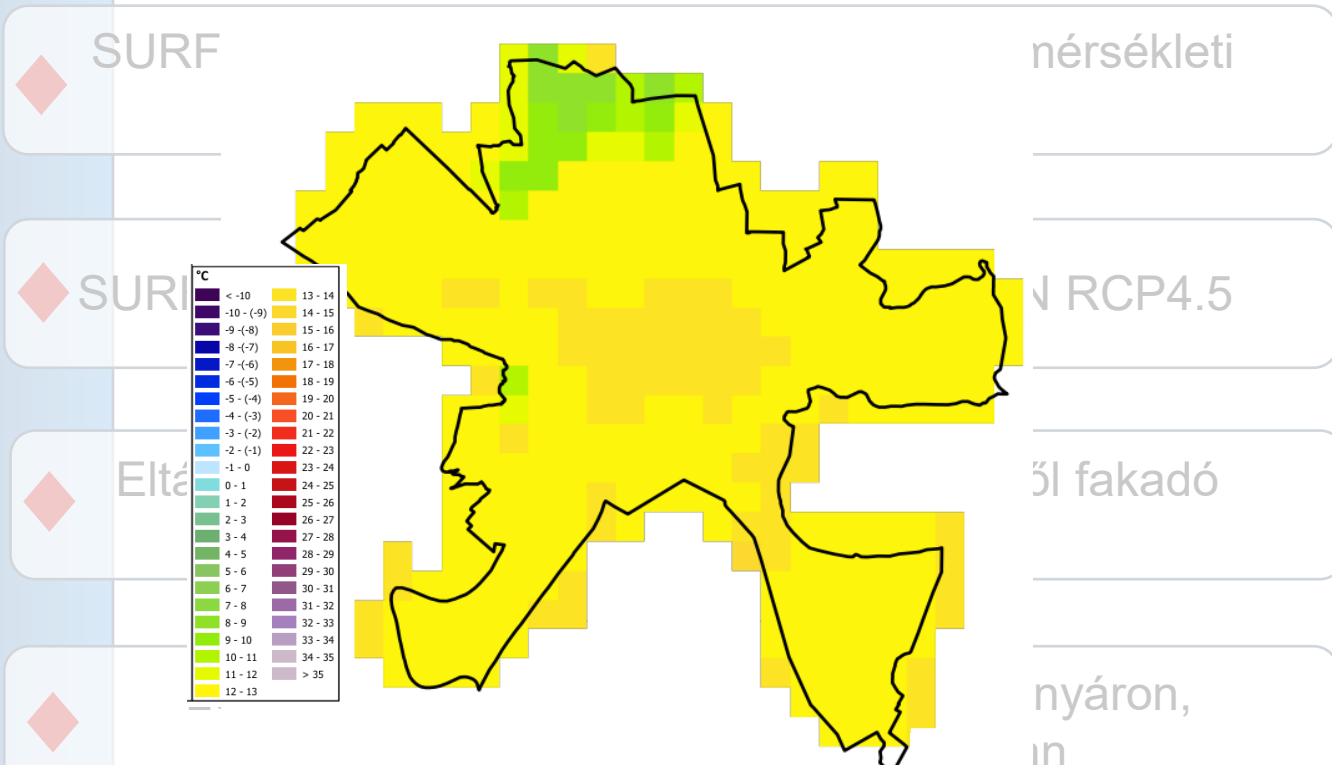 SURF
mérsékleti
SURF
N RCP4.5
Eltá
ől fakadó
nyáron,
°C
< -10
-10 - (-9)
-9 -(-8)
-8 -(-7)
-7 -(-6)
-6 -(-5)
-5 - (-4)
-4 - (-3)
-3 - (-2)
-2 - (-1)
-1 - 0
0 - 1
1 - 2
2 - 3
3 - 4
4 - 5
5 - 6
6 - 7
7 - 8
8 - 9
9 - 10
10 - 11
11 - 12
12 - 13
13 - 14
14 - 15
15 - 16
16 - 17
17 - 18
18 - 19
19 - 20
20 - 21
21 - 22
22 - 23
23 - 24
24 - 25
25 - 26
26 - 27
27 - 28
28 - 29
29 - 30
30 - 31
31 - 32
32 - 33
33 - 34
34 - 35
> 35